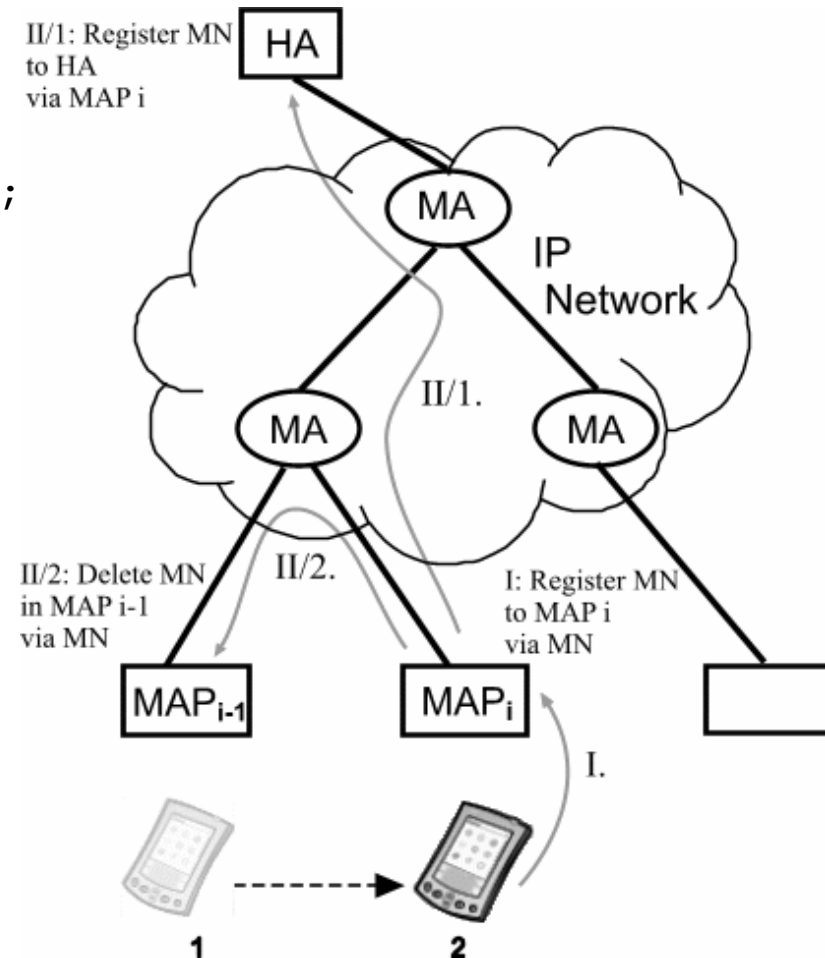 II/1: Register MN
to HA
via MAP i
HA
;
MA
IP
Network
II/1.
MA
MA
II/2: Delete MN
in MAP i-1
via MN
II/2.
I: Register MN
to MAP i
via MN
MAPi-1
MAPi
I.
1
2